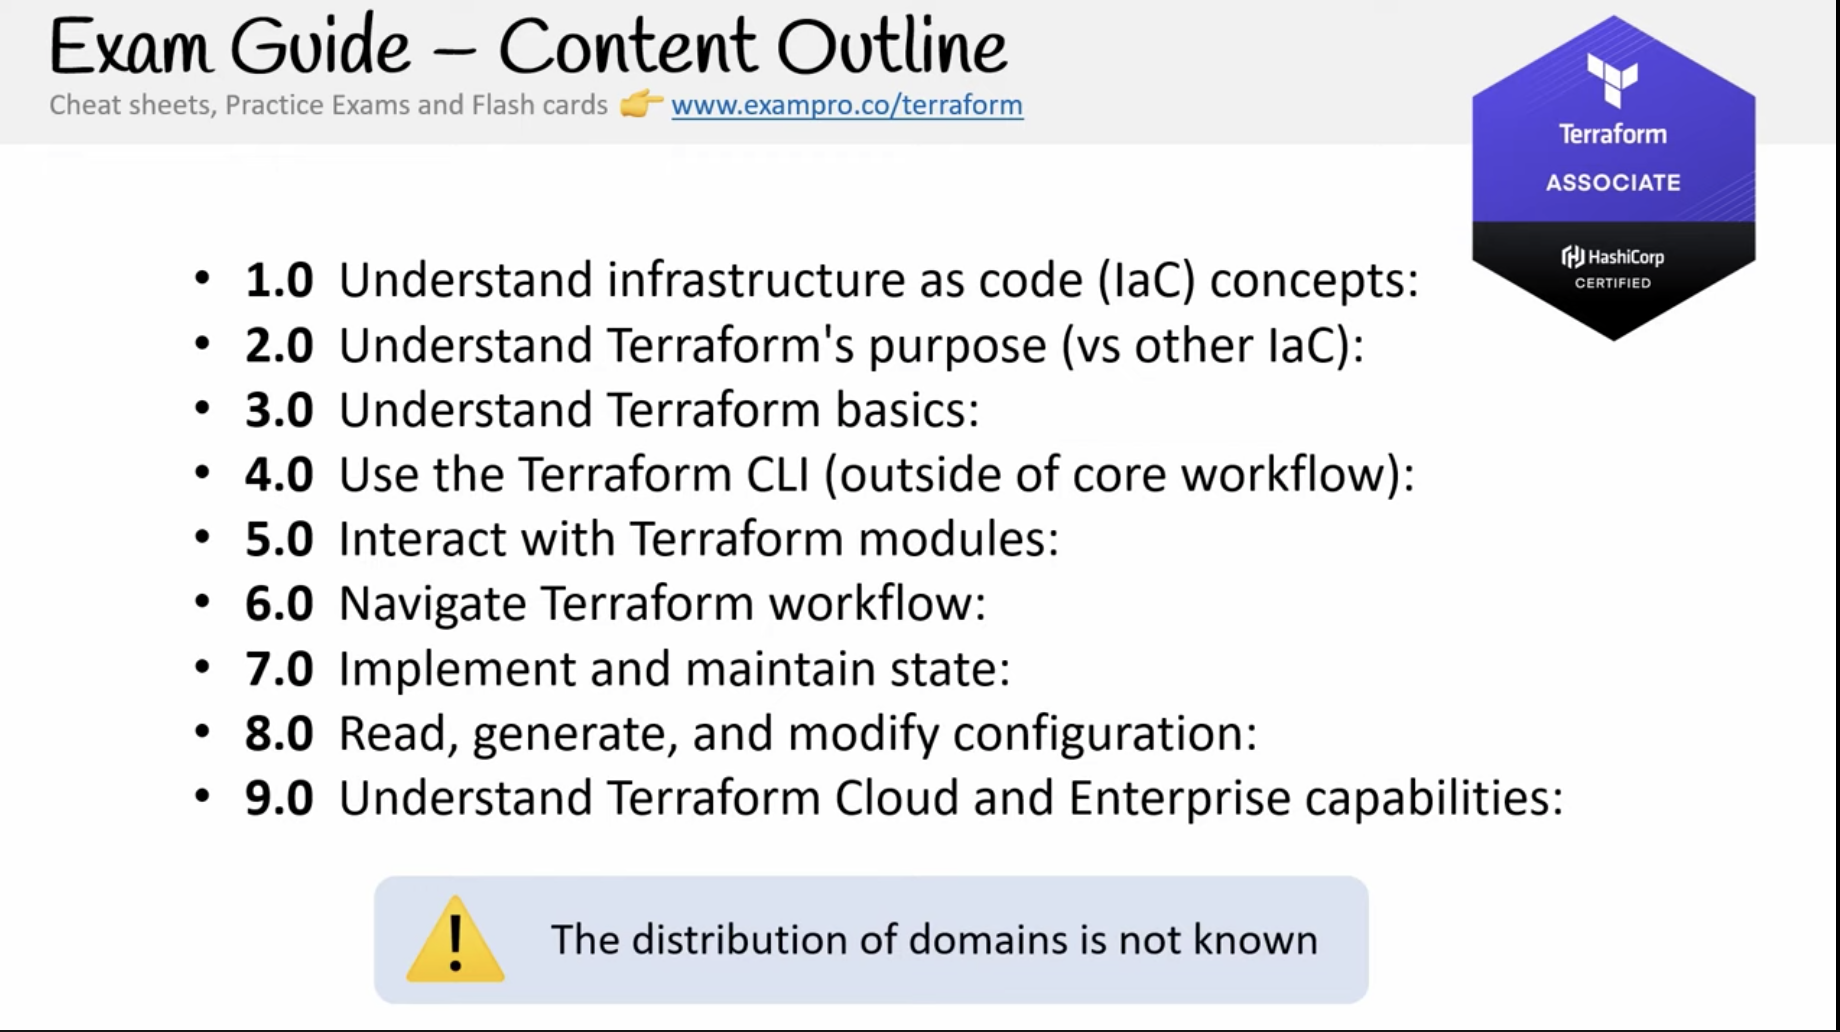 Exam Guide – Content Outline
Cheat sheets, Practice Exams and Flash cards 👉 www.exampro.co/terraform
Terraform
ASSOCIATE
HashiCorp
CERTIFIED
• 1.0 Understand infrastructure as code (IaC) concepts:
• 2.0 Understand Terraform's purpose (vs other IaC):
• 3.0 Understand Terraform basics:
• 4.0 Use the Terraform CLI (outside of core workflow):
• 5.0 Interact with Terraform modules:
• 6.0 Navigate Terraform workflow:
• 7.0 Implement and maintain state:
• 8.0 Read, generate, and modify configuration:
• 9.0 Understand Terraform Cloud and Enterprise capabilities:
The distribution of domains is not known